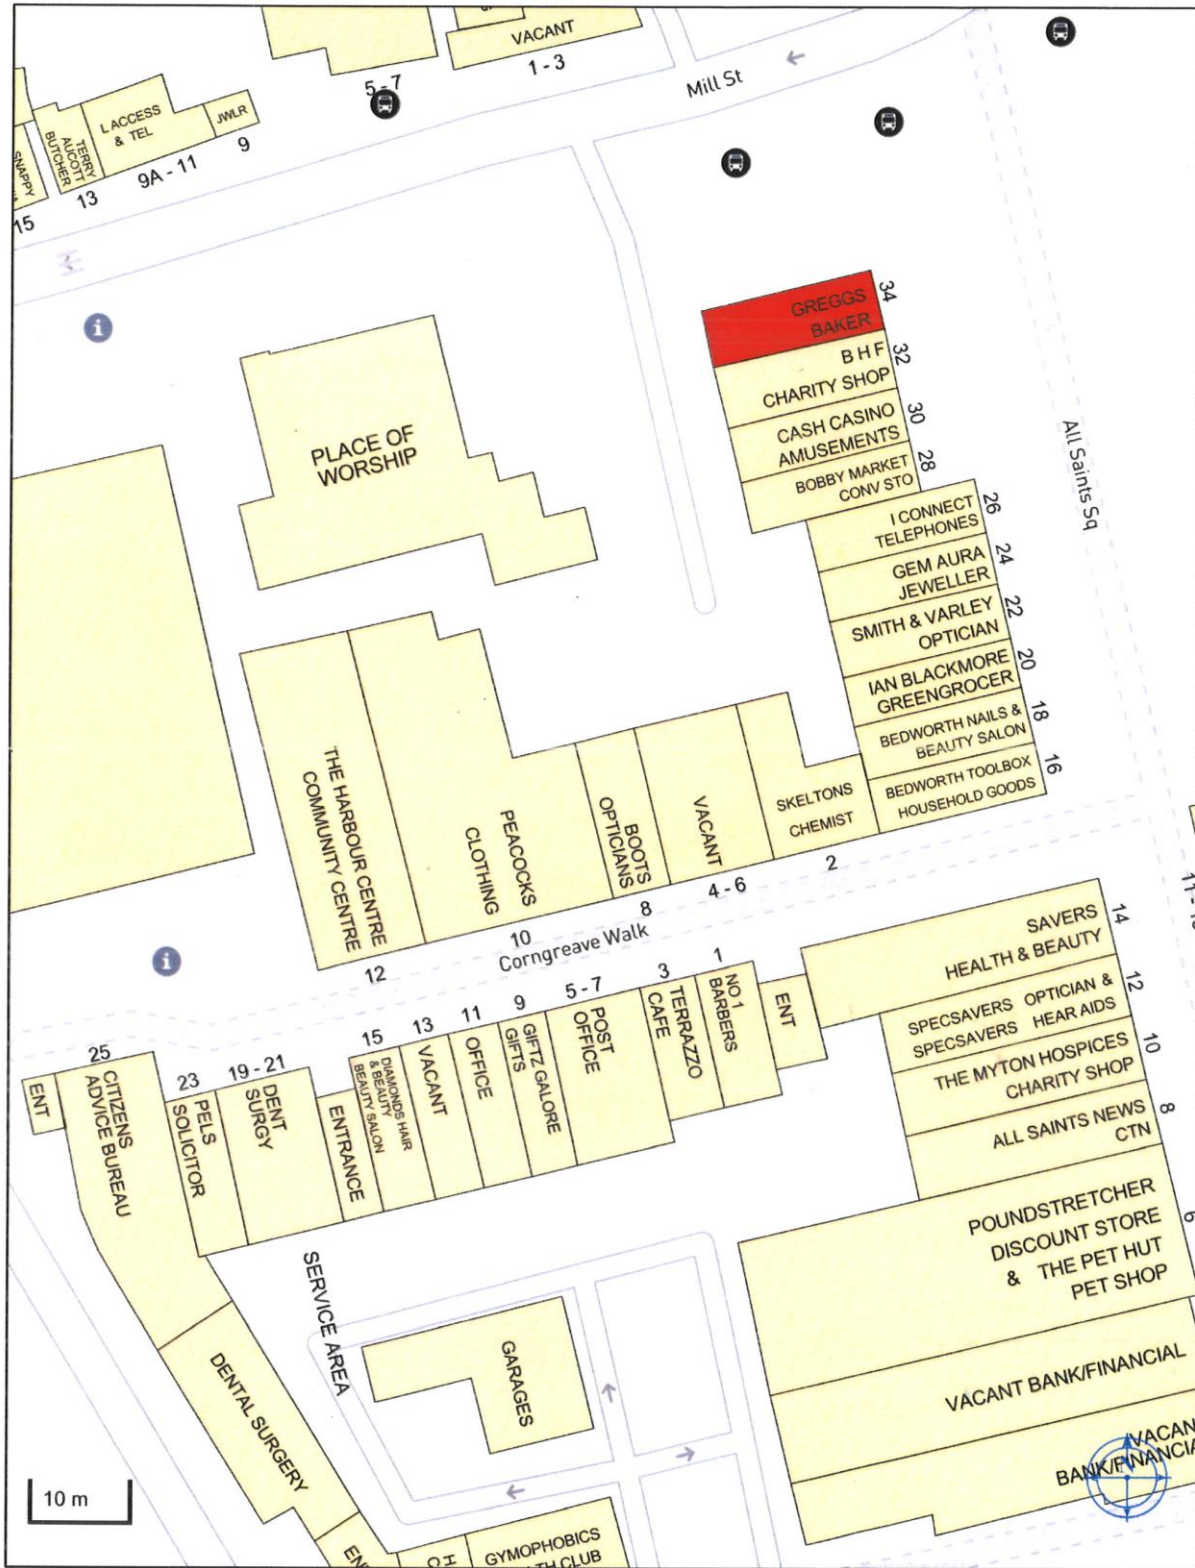 VACANT
1 - 3
5 - 7
Mill St
L ACCESS
& TEL
JWLR
9
9A - 11
TERRY
AUCOTT
BUTCHER
13
SNAPPY
15
GREGGS
BAKER
34
B H F
CHARITY SHOP
32
CASH CASINO
AMUSEMENTS
30
BOBBY MARKET
CONV STO
28
I CONNECT
TELEPHONES
26
GEM AURA
JEWELLER
24
SMITH & VARLEY
OPTICIAN
22
IAN BLACKMORE
GREENGROCER
20
BEDWORTH NAILS &
BEAUTY SALON
18
BEDWORTH TOOLBOX
HOUSEHOLD GOODS
16
All Saints Sq
PLACE OF
WORSHIP
THE HARBOUR CENTRE
COMMUNITY CENTRE
12
PEACOCKS
CLOTHING
10
BOOTS
OPTICIANS
8
VACANT
4 - 6
SKELTONS
CHEMIST
2
Corngreave Walk
SAVERS
HEALTH & BEAUTY
14
SPECSAVERS OPTICIAN &
SPECSAVERS HEAR AIDS
12
THE MYTON HOSPICES
CHARITY SHOP
10
ALL SAINTS NEWS
CTN
8
POUNDSTRETCHER
DISCOUNT STORE
& THE PET HUT
PET SHOP
6
VACANT BANK/FINANCIAL
VACAN
BANK/FINANCIA
N
ENT
NO 1
BARBERS
1
TERRAZZO
CAFE
3
POST
OFFICE
5 - 7
GIFTZ GALORE
GIFTS
9
OFFICE
11
VACANT
13
DIAMONDS HAIR
& BEAUTY
BEAUTY SALON
15
ENTRANCE
DENT
SURGY
19 - 21
PELS
SOLICITOR
23
CITIZENS
ADVICE BUREAU
25
ENT
SERVICE AREA
GARAGES
DENTAL SURGERY
GYMOPHOBICS
TH CLUB
10 m